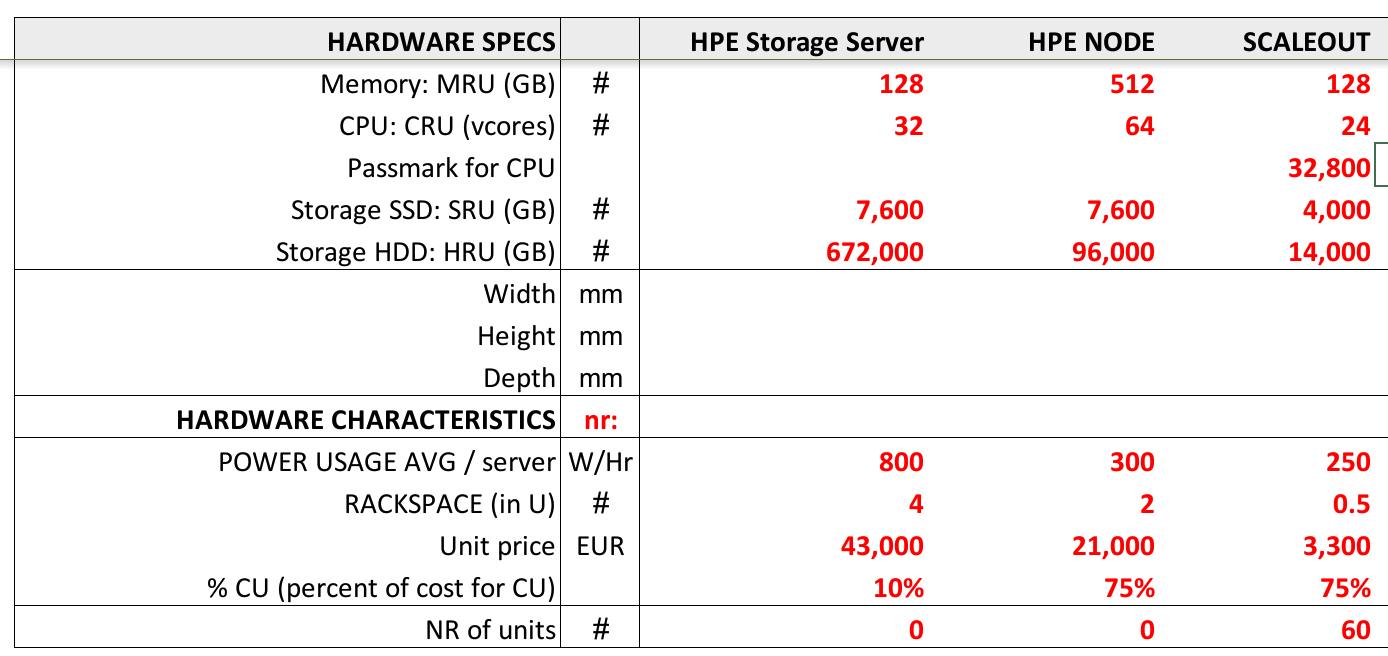 HARDWARE SPECS HPE Storage Server HPE NODE SCALEOUT
Memory: MRU (GB) # 128 512 128
CPU: CRU (vcores) # 32 64 24
Passmark for CPU 32,800
Storage SSD: SRU (GB) # 7,600 7,600 4,000
Storage HDD: HRU (GB) # 672,000 96,000 14,000
Width mm
Height mm
Depth mm
HARDWARE CHARACTERISTICS nr:
POWER USAGE AVG / server W/Hr 800 300 250
RACKSPACE (in U) # 4 2 0.5
Unit price EUR 43,000 21,000 3,300
% CU (percent of cost for CU) 10% 75% 75%
NR of units # 0 0 60